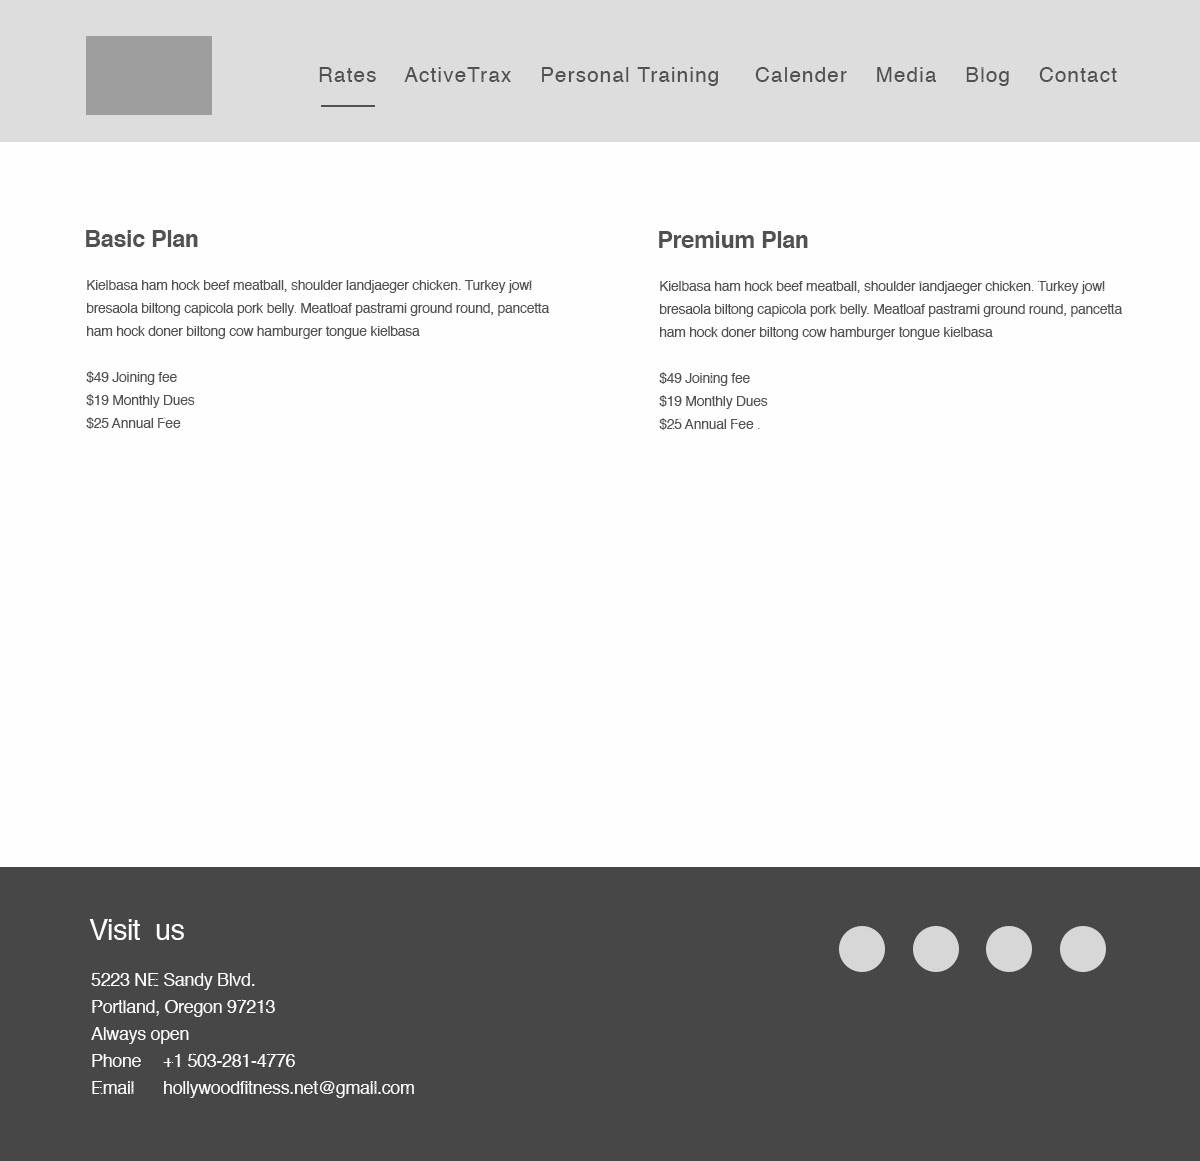 Rates ActiveTrax Personal Training Calender Media Blog Contact
Basic Plan
Kielbasa ham hock beef meatball, shoulder landjaeger chicken. Turkey jowl
bresaola biltong capicola pork belly. Meatloaf pastrami ground round, pancetta
ham hock doner biltong cow hamburger tongue kielbasa
$49 Joining fee
$19 Monthly Dues
$25 Annual Fee
Premium Plan
Kielbasa ham hock beef meatball, shoulder landjaeger chicken. Turkey jowl
bresaola biltong capicola pork belly. Meatloaf pastrami ground round, pancetta
ham hock doner biltong cow hamburger tongue kielbasa
$49 Joining fee
$19 Monthly Dues
$25 Annual Fee .
Visit us
5223 NE Sandy Blvd.
Portland, Oregon 97213
Always open
Phone +1 503-281-4776
Email hollywoodfitness.net@gmail.com